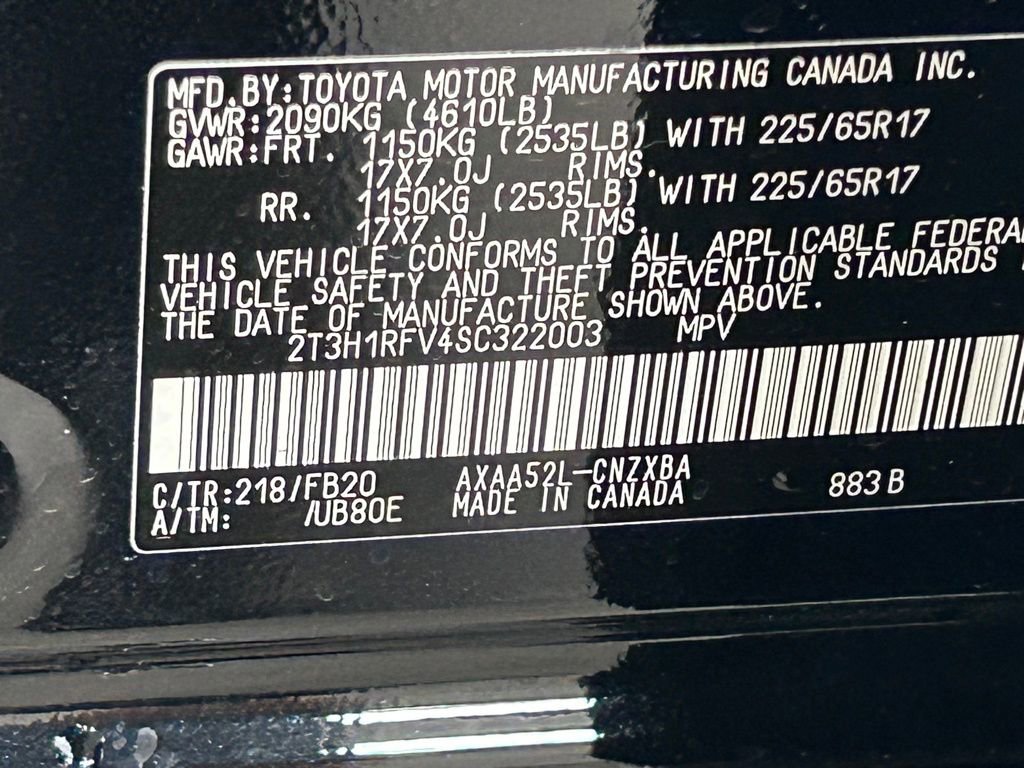 MFD.BY:TOYOTA MOTOR MANUFACTURING CANADA INC.
GVWR:2090KG (4610LB)
GAWR:FRT. 1150KG (2535LB) WITH 225/65R17
17X7.0J RIMS.
RR. 1150KG (2535LB) WITH 225/65R17
17X7.0J RIMS.
THIS VEHICLE CONFORMS TO ALL APPLICABLE FEDERA
VEHICLE SAFETY AND THEFT PREVENTION STANDARDS
THE DATE OF MANUFACTURE SHOWN ABOVE.
2T3H1RFV4SC322003 MPV
C/TR:218/FB20 AXAA52L-CNZXBA 883B
A/TM: /UB80E MADE IN CANADA